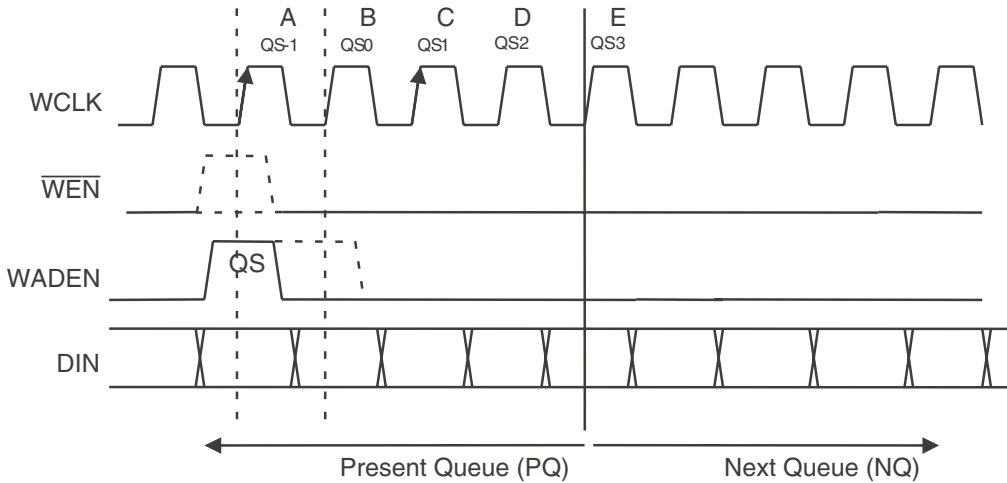 A B C D E
QS-1 QS0 QS1 QS2 QS3
WCLK
WEN
QS
WADEN
DIN
Present Queue (PQ) Next Queue (NQ)